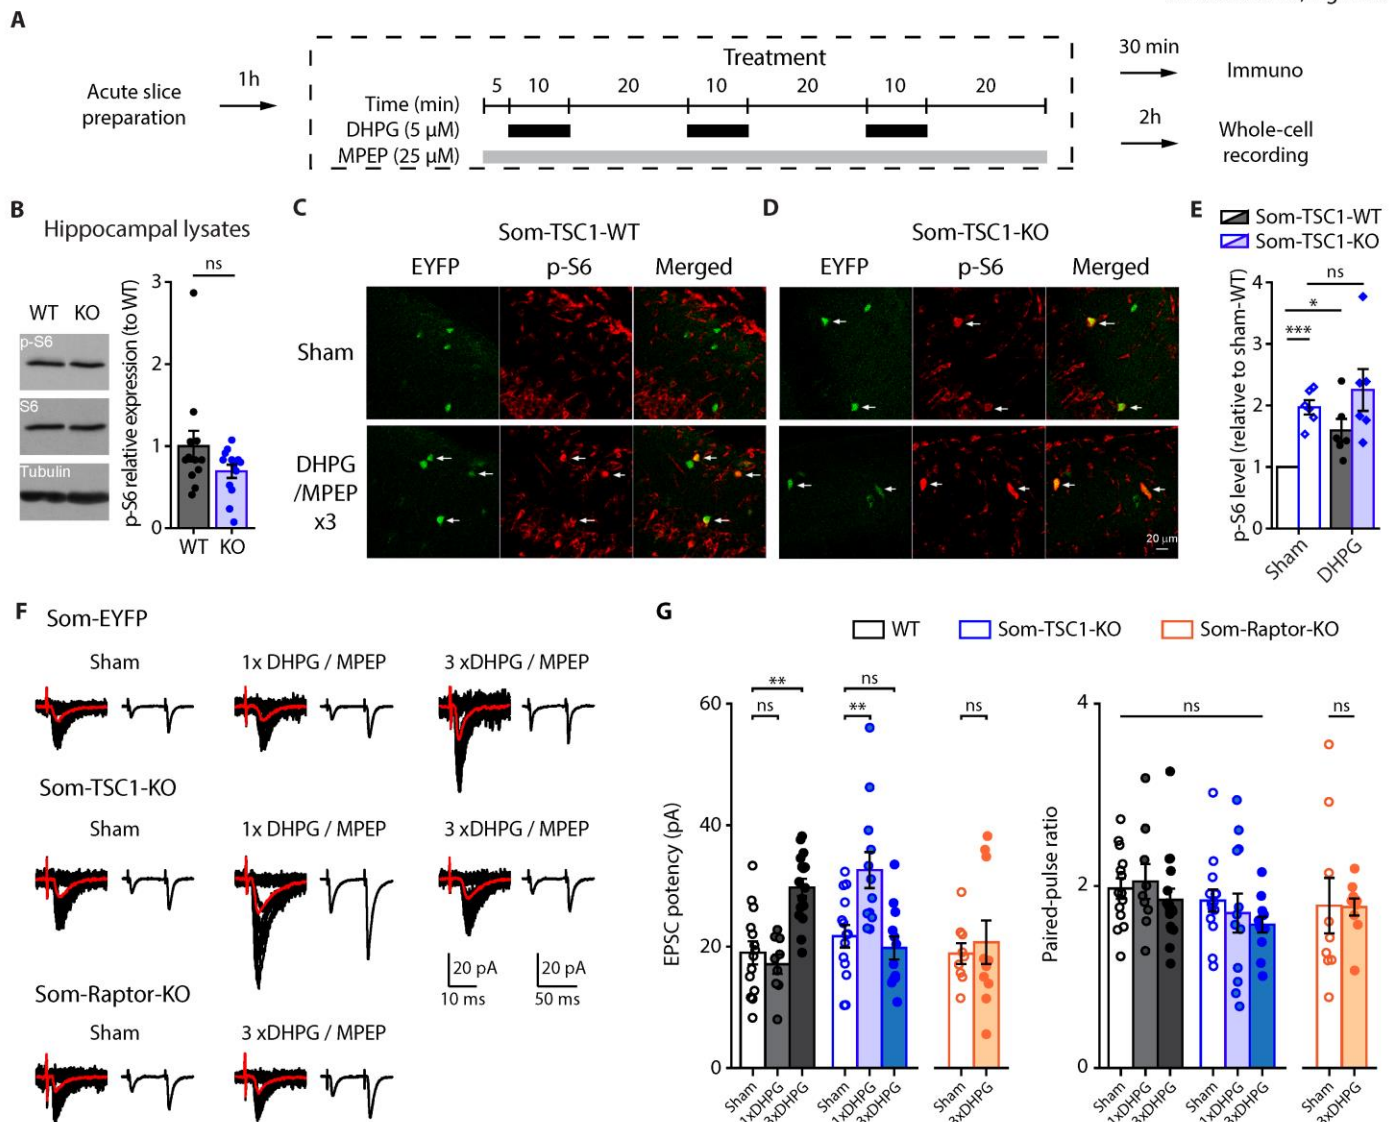 A
Treatment
Acute slice
preparation
1h
5 10 20 10 20 10 20
Time (min)
DHPG (5 μM)
MPEP (25 μM)
30 min
Immuno
2h
Whole-cell
recording
B
Hippocampal lysates
WT KO
p-S6
S6
Tubulin
p-S6 relative expression (to WT)
3
2
1
0
ns
WT KO
C
Som-TSC1-WT
EYFP p-S6 Merged
Sham
DHPG
/MPEP
x3
D
Som-TSC1-KO
EYFP p-S6 Merged
20 μm
E
Som-TSC1-WT
Som-TSC1-KO
p-S6 level (relative to sham-WT)
4
3
2
1
0
ns
*
***
Sham DHPG
F
Som-EYFP
Sham 1x DHPG / MPEP 3 xDHPG / MPEP
Som-TSC1-KO
Sham 1x DHPG / MPEP 3 xDHPG / MPEP
20 pA
10 ms
20 pA
50 ms
Som-Raptor-KO
Sham 3 xDHPG / MPEP
G
WT Som-TSC1-KO Som-Raptor-KO
EPSC potency (pA)
60
40
20
0
** ns
ns ** ns
Sham 1xDHPG 3xDHPG Sham 1xDHPG 3xDHPG Sham 3xDHPG
Paired-pulse ratio
4
2
0
ns ns
Sham 1xDHPG 3xDHPG Sham 1xDHPG 3xDHPG Sham 3xDHPG